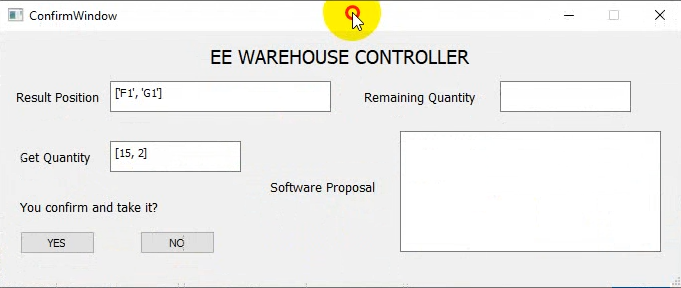 ConfirmWindow
EE WAREHOUSE CONTROLLER
Result Position
['F1', 'G1']
Remaining Quantity
Get Quantity
[15, 2]
Software Proposal
You confirm and take it?
YES
NO